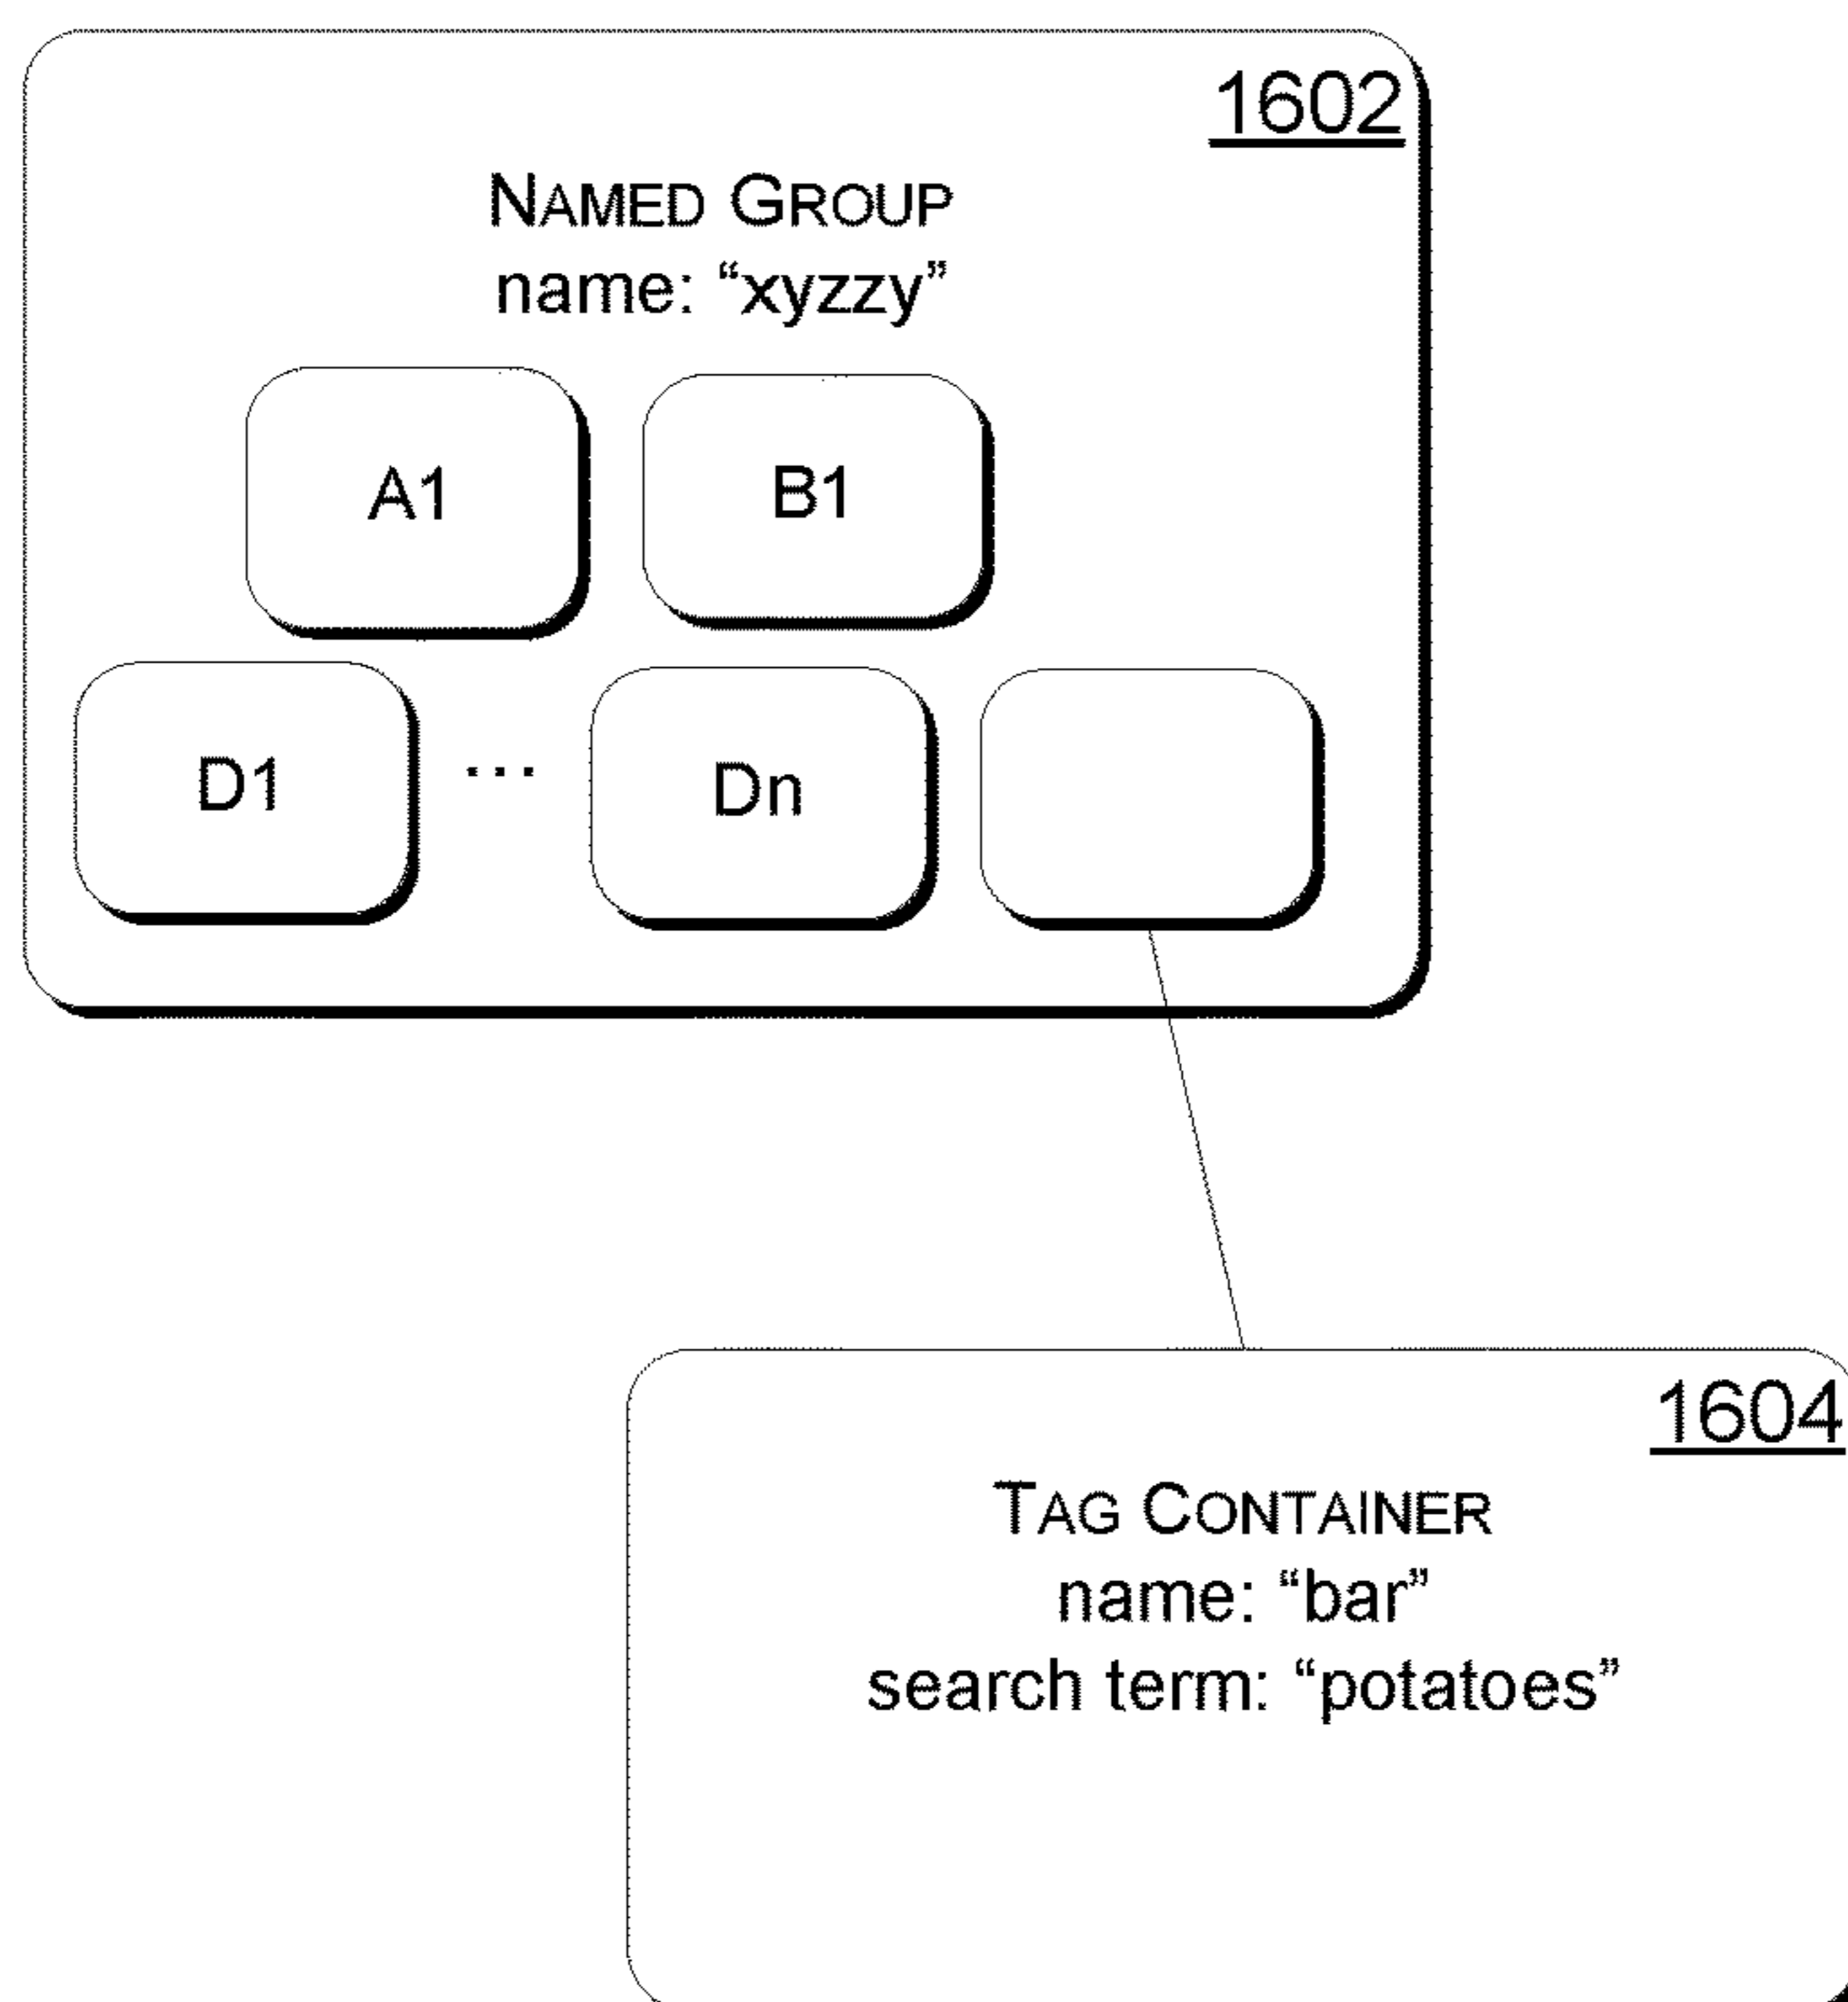 1602
NAMED GROUP
name: “xyzzy”
A1 B1
D1 ... Dn
1604
TAG CONTAINER
name: “bar”
search term: “potatoes”